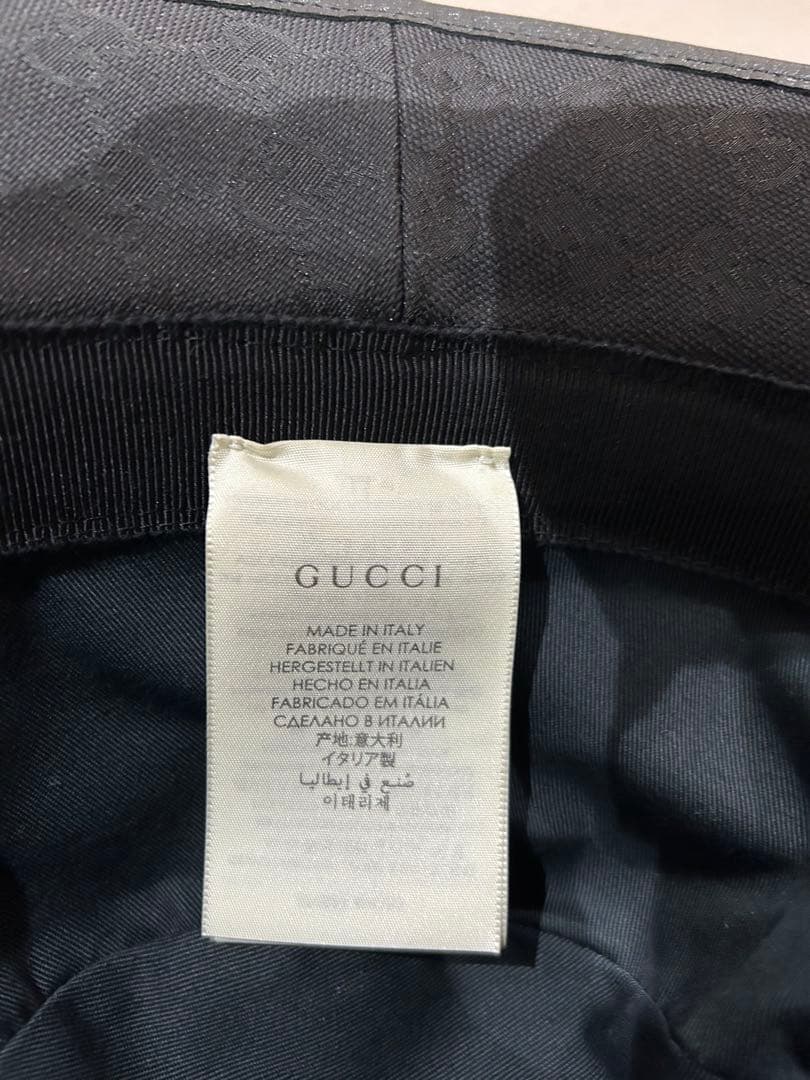 GUCCI
MADE IN ITALY
FABRIQUÉ EN ITALIE
HERGESTELLT IN ITALIEN
HECHO EN ITALIA
FABRICADO EM ITÁLIA
СДЕЛАНО В ИТАЛИИ
产地:意大利
イタリア製
صُنع في إيطاليا
이태리제